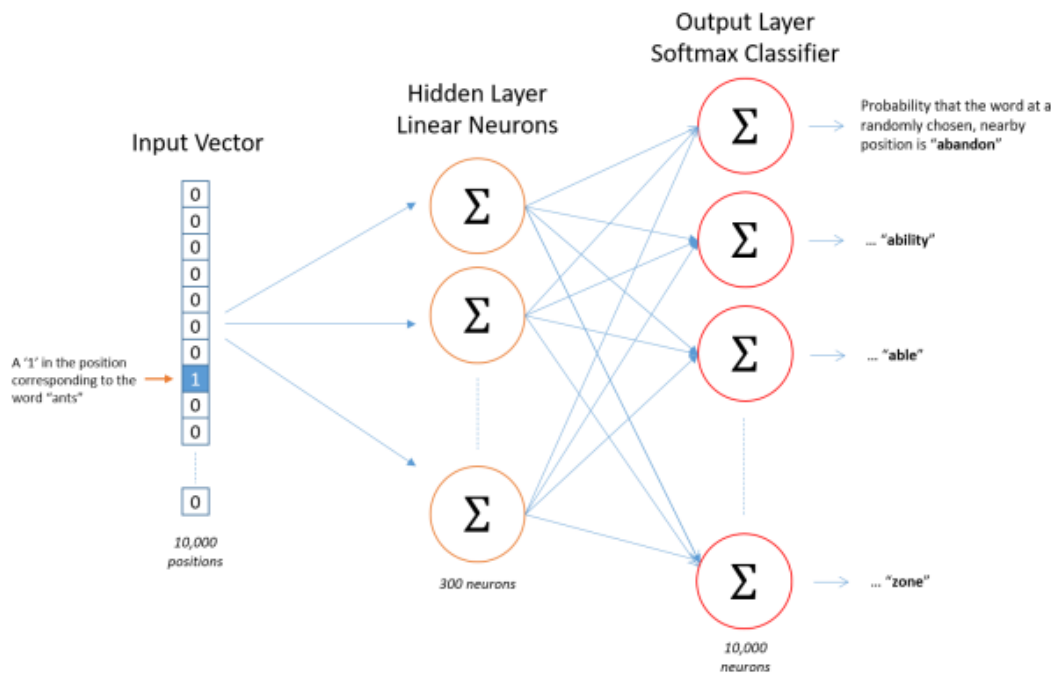 Output Layer
Softmax Classifier
Hidden Layer
Linear Neurons
Input Vector
0
0
0
0
0
0
0
1
0
0
0
A ‘1’ in the position
corresponding to the
word “ants”
10,000
positions
Σ
Σ
Σ
300 neurons
Σ
Σ
Σ
Σ
10,000
neurons
Probability that the word at a
randomly chosen, nearby
position is “abandon”
... “ability”
... “able”
... “zone”